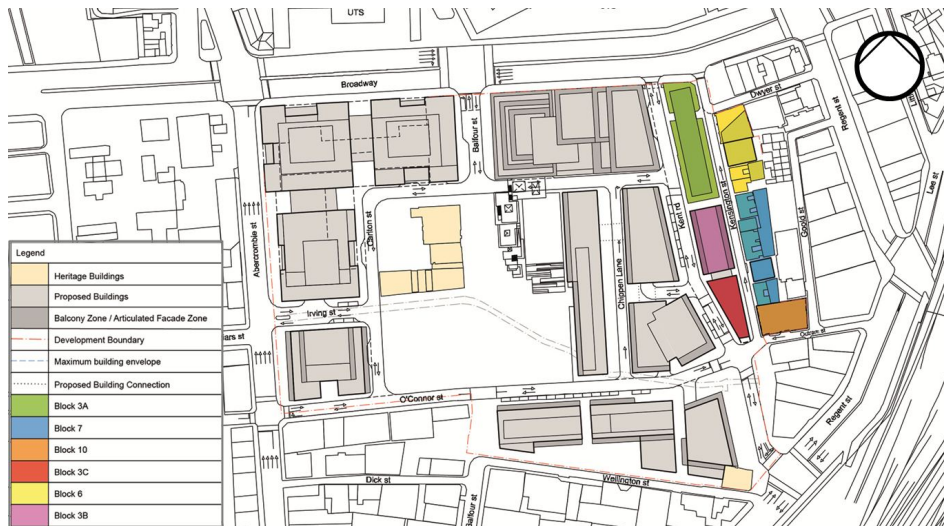 UTS
Broadway
Balfour st
Dwyer st
Regent st
Lee st
Goold st
Kensington st
Kent rd
Abercrombie st
Carlton st
Chippen Lane
Irving st
O'Connor st
Outram st
Regent st
Wellington st
Dick st
Balfour st
Legend
Heritage Buildings
Proposed Buildings
Balcony Zone / Articulated Facade Zone
Development Boundary
Maximum building envelope
Proposed Building Connection
Block 3A
Block 7
Block 10
Block 3C
Block 6
Block 3B